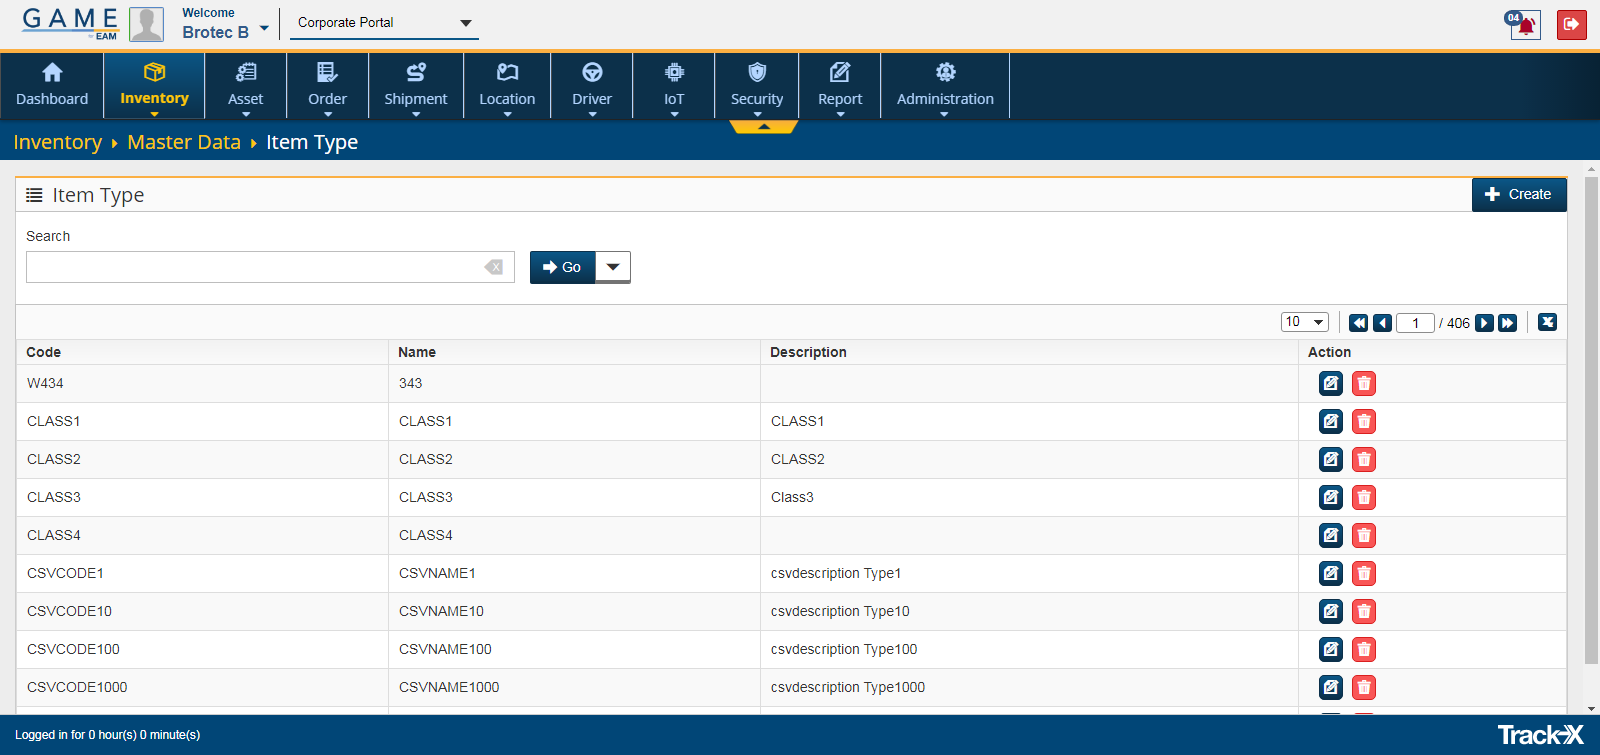 GAME
EAM
Welcome
Brotec B
Corporate Portal
04
Dashboard
Inventory
Asset
Order
Shipment
Location
Driver
IoT
Security
Report
Administration
Inventory Master Data Item Type
Item Type
Create
Search
Go
10 1 / 406
Code Name Description Action
W434 343
CLASS1 CLASS1 CLASS1
CLASS2 CLASS2 CLASS2
CLASS3 CLASS3 Class3
CLASS4 CLASS4
CSVCODE1 CSVNAME1 csvdescription Type1
CSVCODE10 CSVNAME10 csvdescription Type10
CSVCODE100 CSVNAME100 csvdescription Type100
CSVCODE1000 CSVNAME1000 csvdescription Type1000
Logged in for 0 hour(s) 0 minute(s)
Track-X